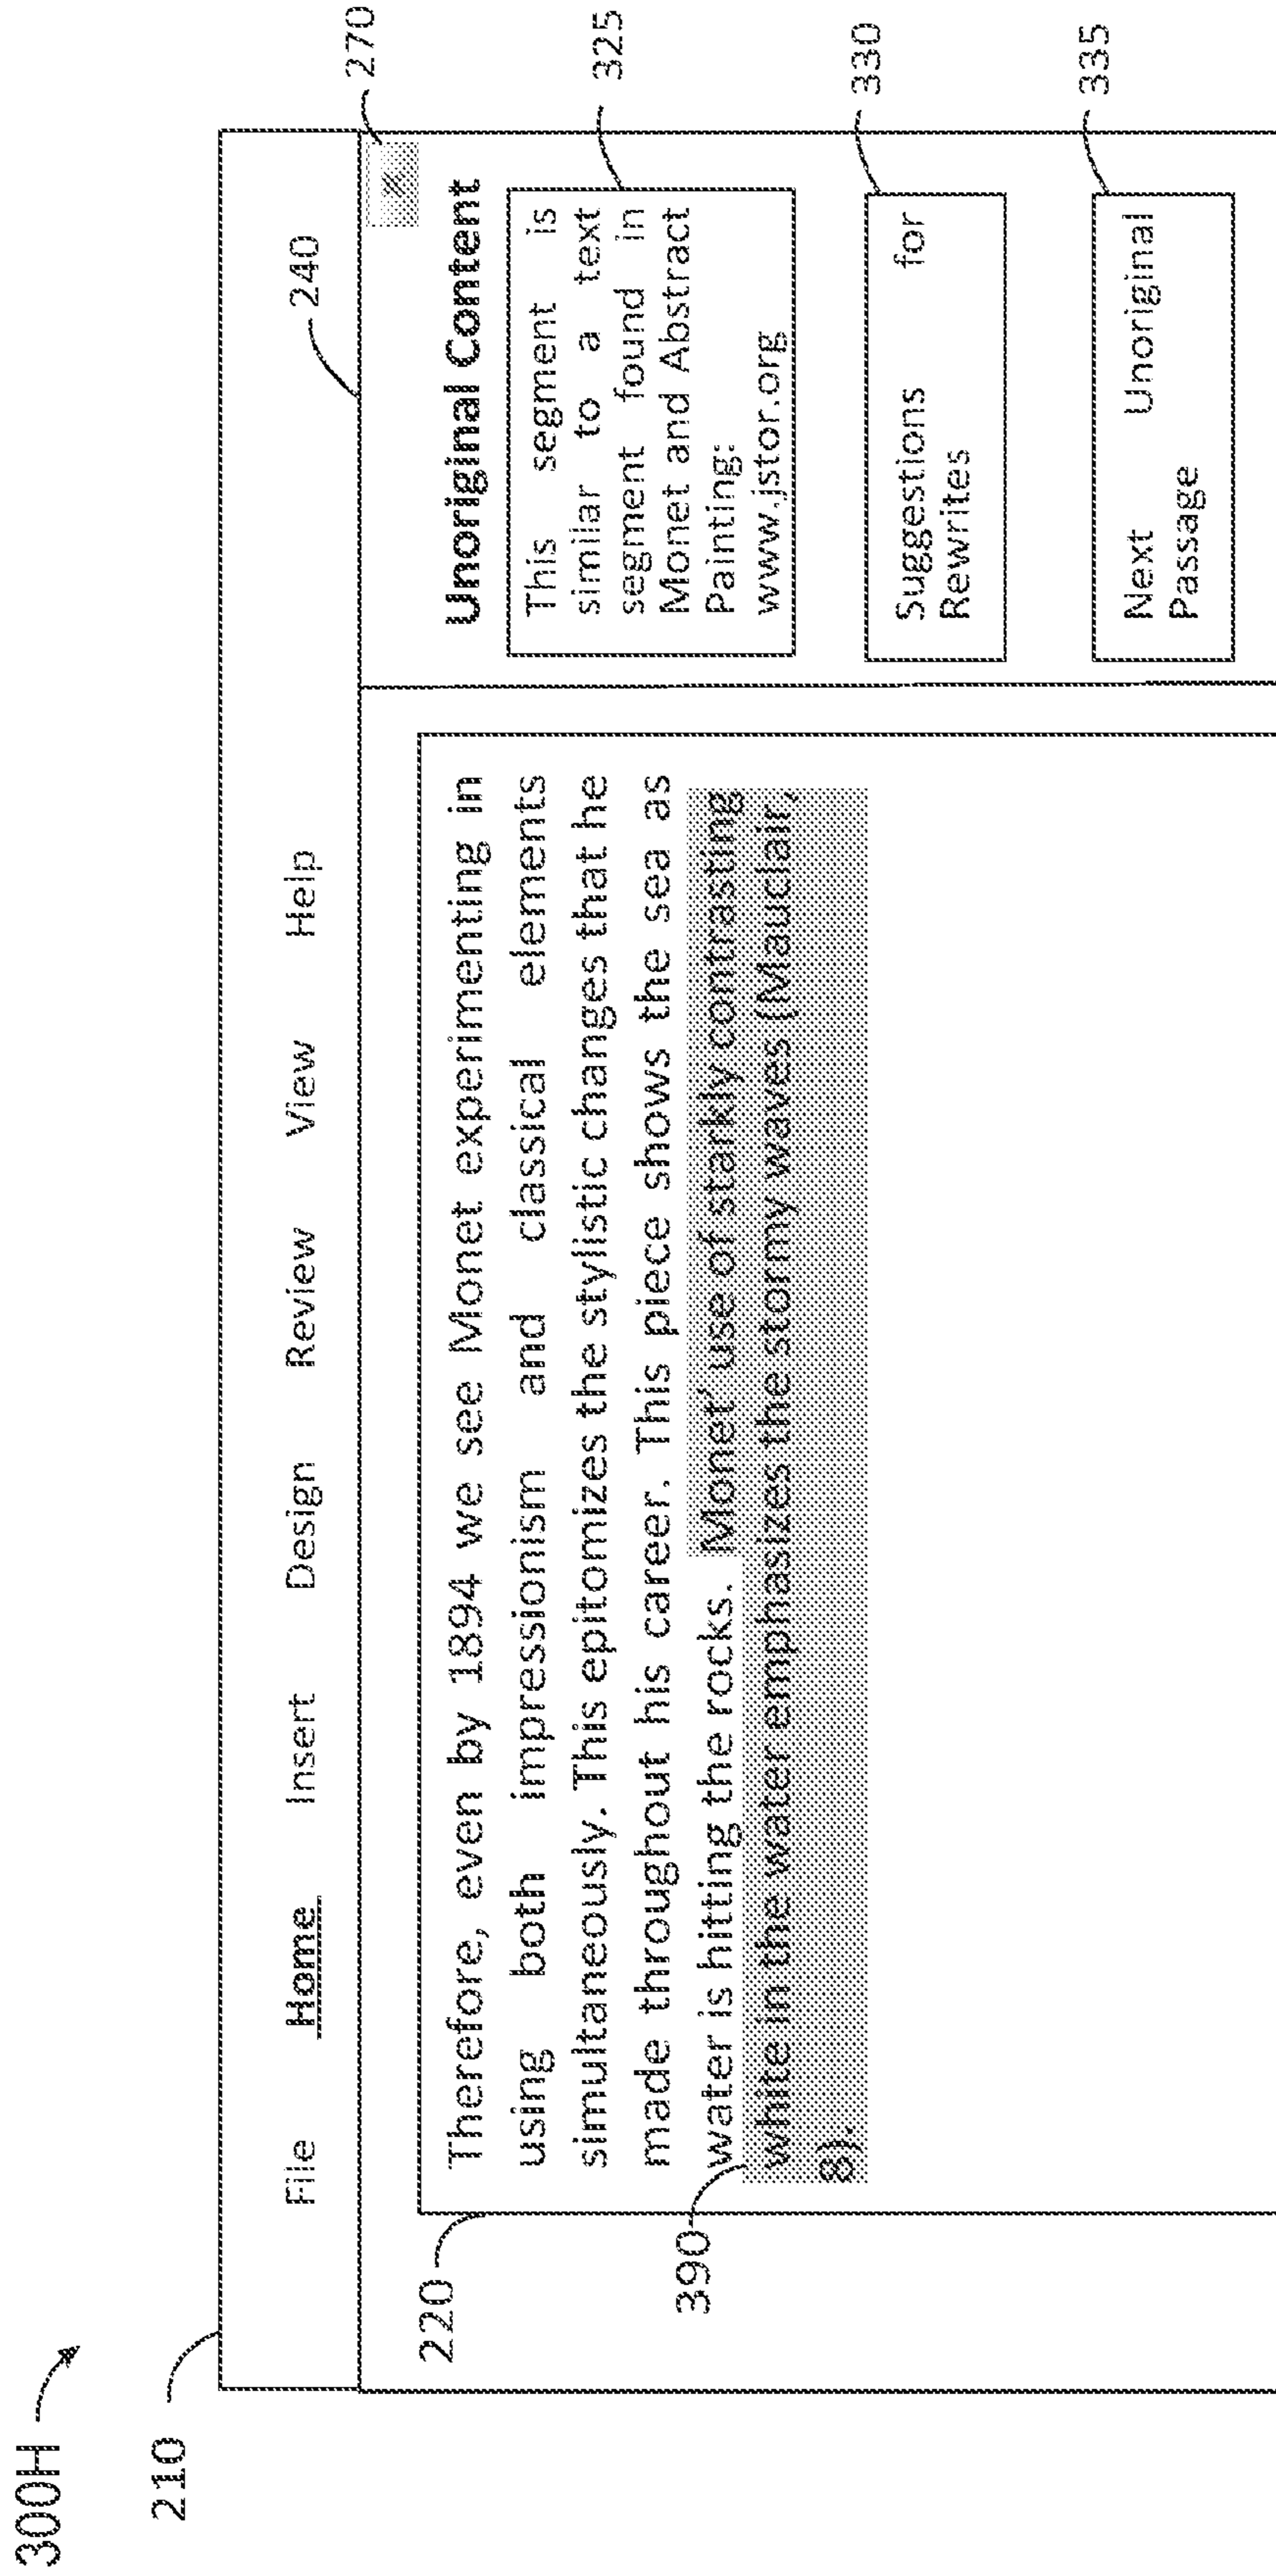 300H
210
File Home Insert Design Review View Help
240
270
220
Therefore, even by 1894 we see Monet experimenting in
using both impressionism and classical elements
simultaneously. This epitomizes the stylistic changes that he
made throughout his career. This piece shows the sea as
water is hitting the rocks. Monet’ use of starkly contrasting
white in the water emphasizes the stormy waves (Mauclair,
8).
390
Unoriginal Content
This segment is
similar to a text
segment found in
Monet and Abstract
Painting:
www.jstor.org
325
Suggestions for
Rewrites
330
Next Unoriginal
Passage
335